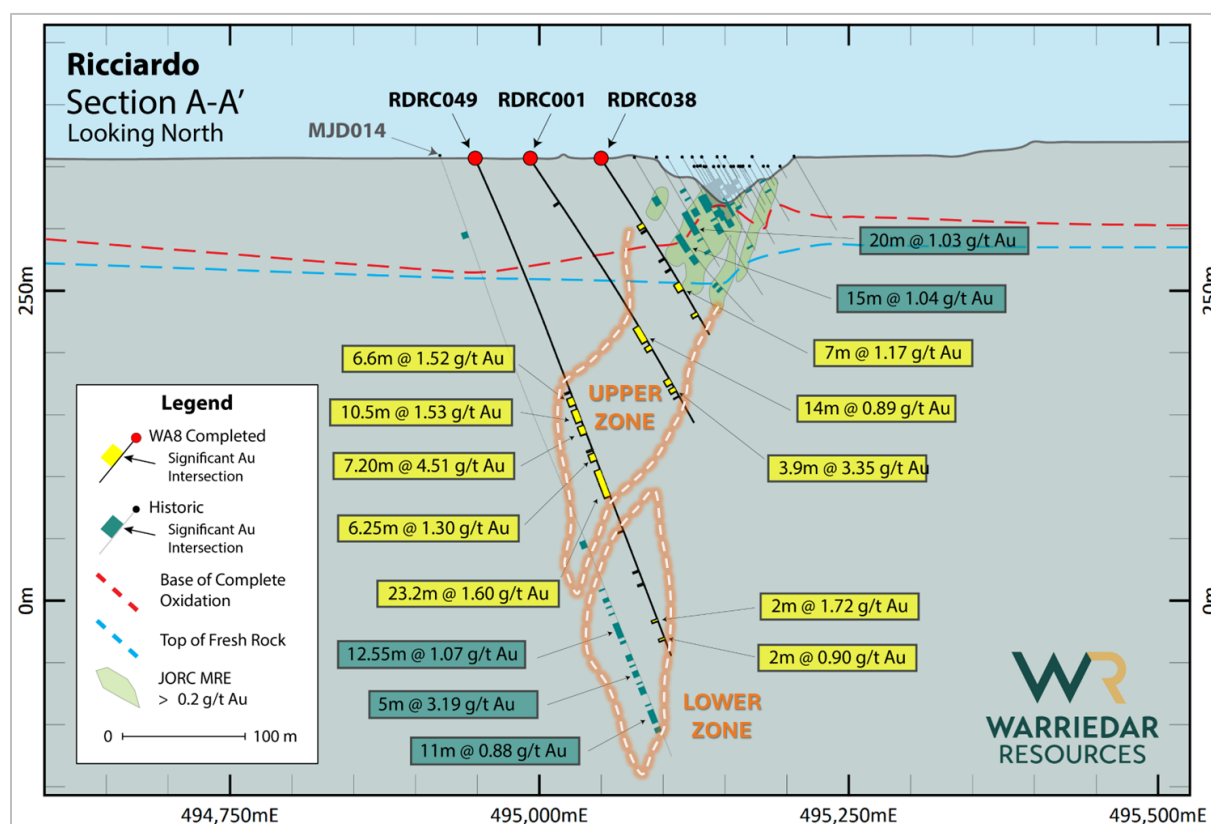 Ricciardo
Section A-A’
Looking North
RDRC049
RDRC001
RDRC038
MJD014
250m
0m
250m
0m
20m @ 1.03 g/t Au
15m @ 1.04 g/t Au
7m @ 1.17 g/t Au
14m @ 0.89 g/t Au
3.9m @ 3.35 g/t Au
6.6m @ 1.52 g/t Au
10.5m @ 1.53 g/t Au
7.20m @ 4.51 g/t Au
6.25m @ 1.30 g/t Au
23.2m @ 1.60 g/t Au
UPPER
ZONE
2m @ 1.72 g/t Au
2m @ 0.90 g/t Au
12.55m @ 1.07 g/t Au
5m @ 3.19 g/t Au
11m @ 0.88 g/t Au
LOWER
ZONE
Legend
WA8 Completed
Significant Au
Intersection
Historic
Significant Au
Intersection
Base of Complete
Oxidation
Top of Fresh Rock
JORC MRE
> 0.2 g/t Au
0
100 m
WR
WARRIEDAR
RESOURCES
494,750mE
495,000mE
495,250mE
495,500mE